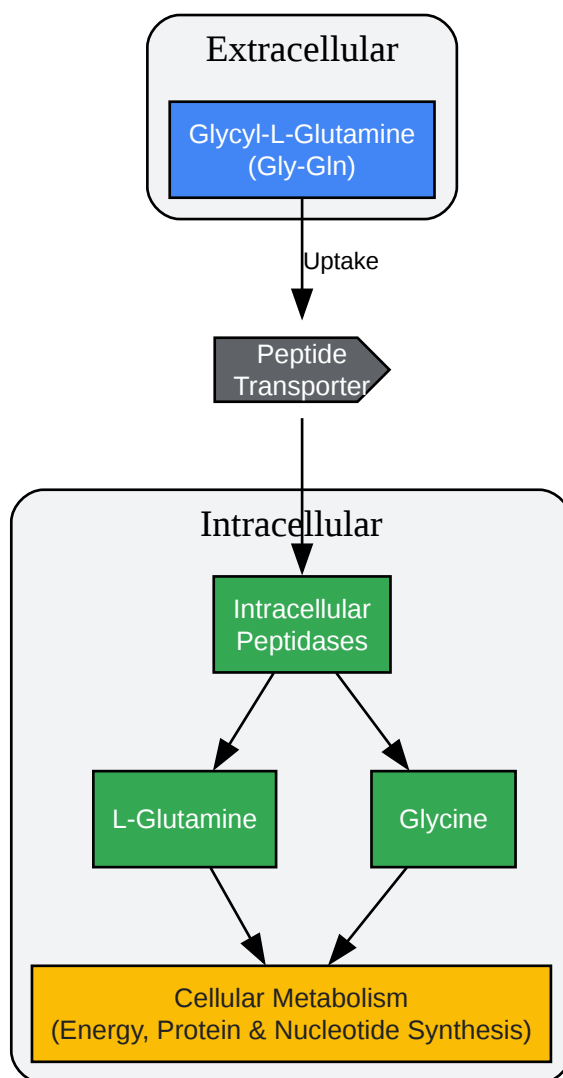 Extracellular
Glycyl-L-Glutamine
(Gly-Gln)
Uptake
Peptide
Transporter
Intracellular
Intracellular
Peptidases
L-Glutamine
Glycine
Cellular Metabolism
(Energy, Protein & Nucleotide Synthesis)